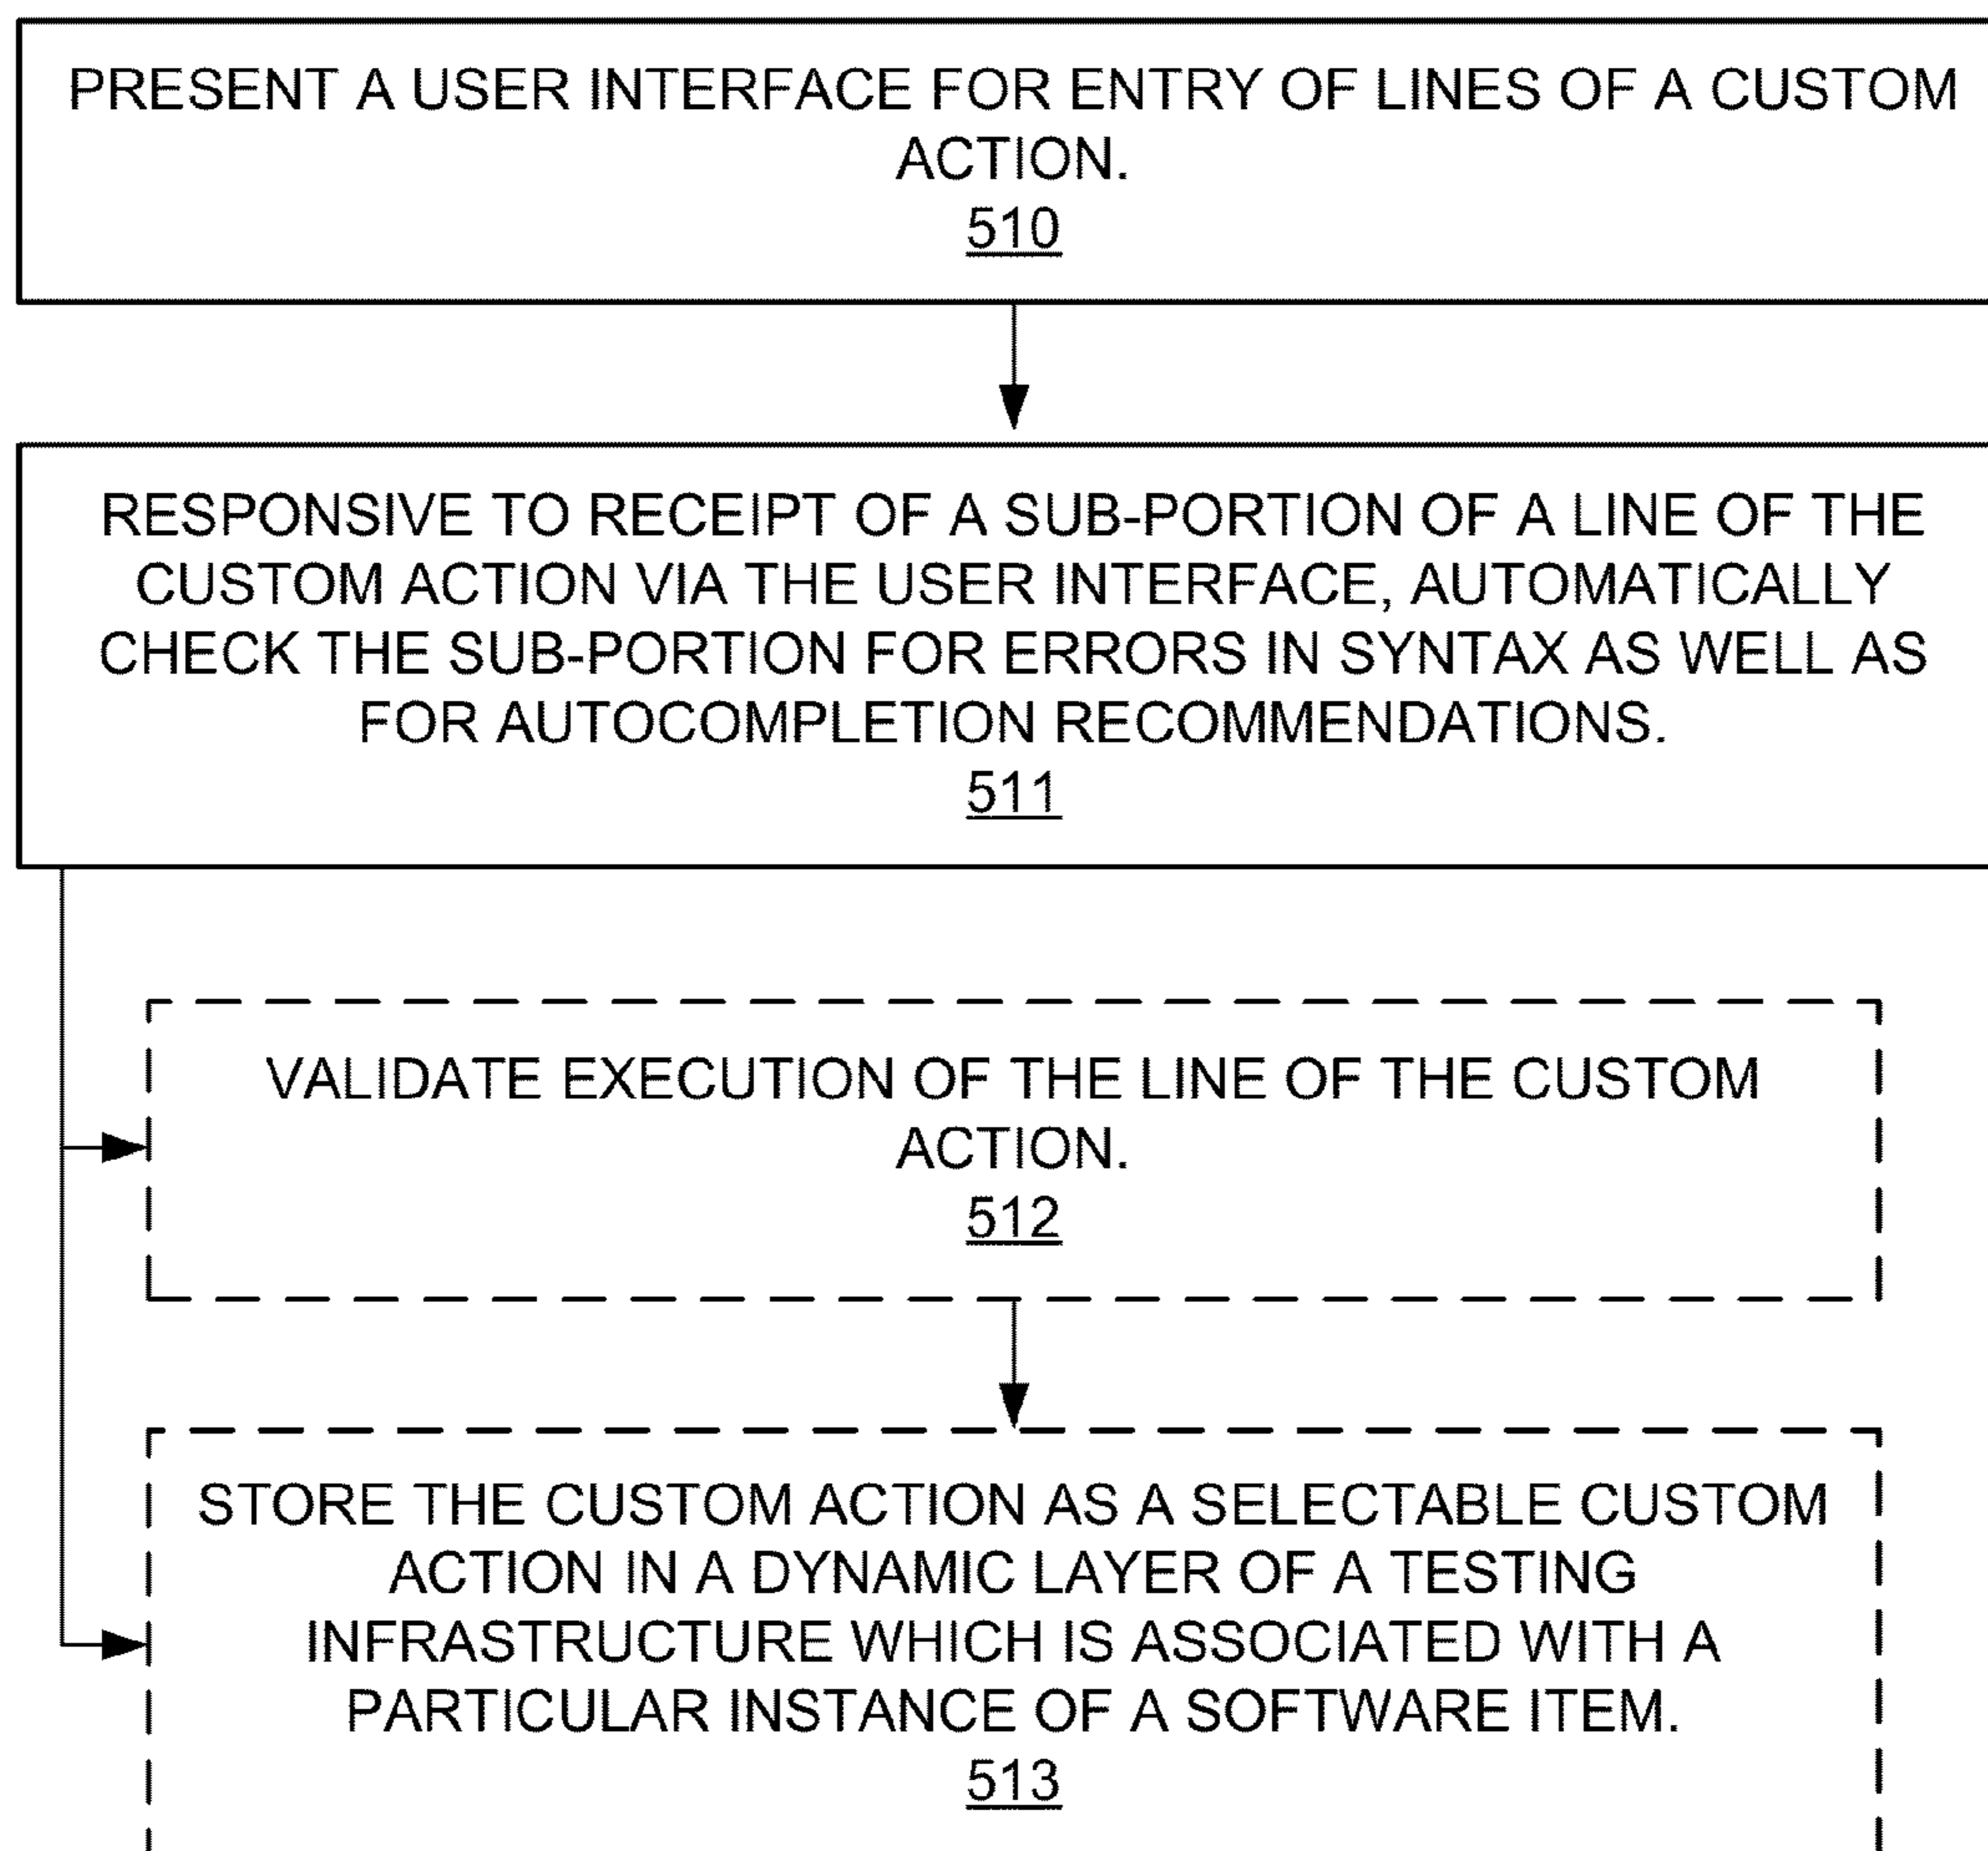 PRESENT A USER INTERFACE FOR ENTRY OF LINES OF A CUSTOM
ACTION.
510
RESPONSIVE TO RECEIPT OF A SUB-PORTION OF A LINE OF THE
CUSTOM ACTION VIA THE USER INTERFACE, AUTOMATICALLY
CHECK THE SUB-PORTION FOR ERRORS IN SYNTAX AS WELL AS
FOR AUTOCOMPLETION RECOMMENDATIONS.
511
VALIDATE EXECUTION OF THE LINE OF THE CUSTOM
ACTION.
512
STORE THE CUSTOM ACTION AS A SELECTABLE CUSTOM
ACTION IN A DYNAMIC LAYER OF A TESTING
INFRASTRUCTURE WHICH IS ASSOCIATED WITH A
PARTICULAR INSTANCE OF A SOFTWARE ITEM.
513